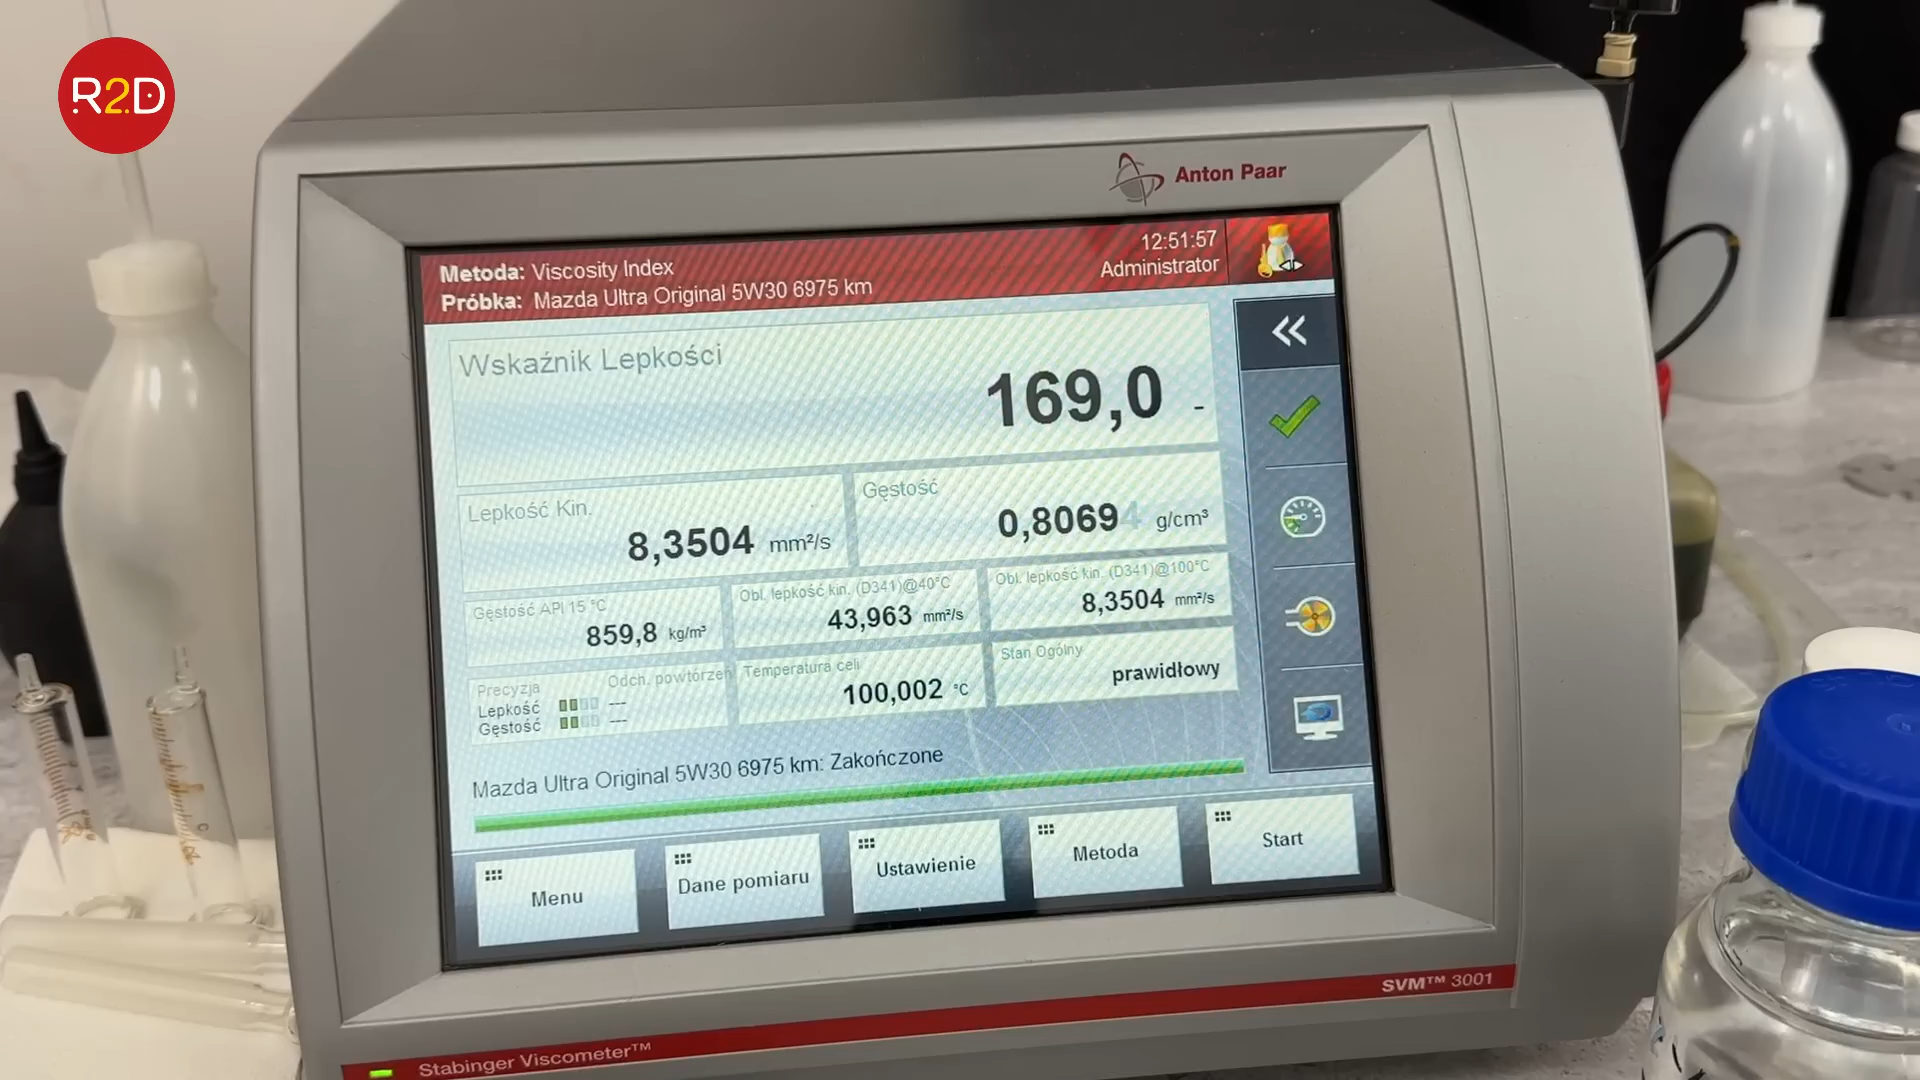 R2D
Anton Paar
Metoda: Viscosity Index
12:51:57
Próbka: Mazda Ultra Original 5W30 6975 km
Administrator
Wskaźnik Lepkości
169,0 -
Lepkość Kin.
8,3504 mm²/s
Gęstość
0,80694 g/cm³
Gęstość API 15 °C
859,8 kg/m³
Obl. lepkość kin. (D341)@40°C
43,963 mm²/s
Obl. lepkość kin. (D341)@100°C
8,3504 mm²/s
Precyzja Odch. powtórzeń
Lepkość ---
Gęstość ---
Temperatura celi
100,002 °C
Stan Ogólny
prawidłowy
Mazda Ultra Original 5W30 6975 km: Zakończone
Menu
Dane pomiaru
Ustawienie
Metoda
Start
SVM™ 3001
Stabinger Viscometer™